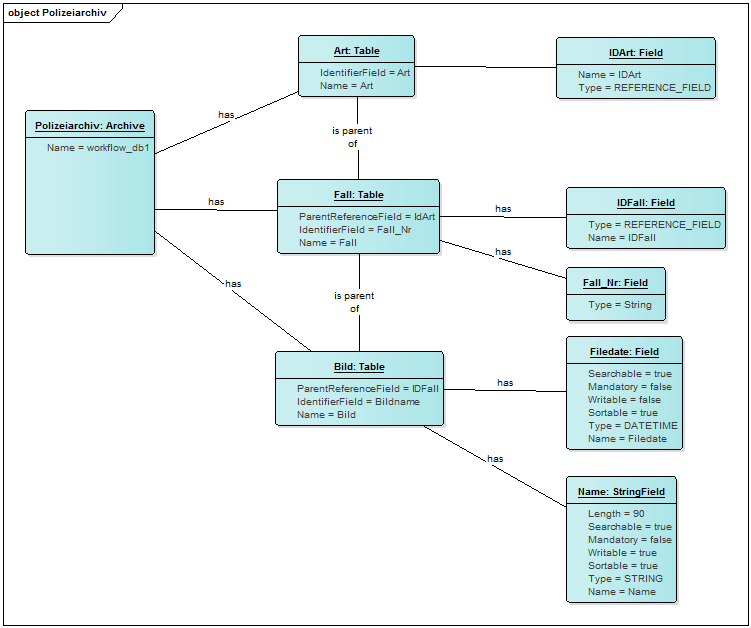 object Polizeiarchiv
Art: Table
IdentifierField = Art
Name = Art
IDArt: Field
Name = IDArt
Type = REFERENCE_FIELD
has
Polizeiarchiv: Archive
Name = workflow_db1
is parent
of
has
Fall: Table
ParentReferenceField = IdArt
IdentifierField = Fall_Nr
Name = Fall
has
IDFall: Field
Type = REFERENCE_FIELD
Name = IDFall
has
Fall_Nr: Field
Type = String
has
is parent
of
Bild: Table
ParentReferenceField = IDFall
IdentifierField = Bildname
Name = Bild
has
Filedate: Field
Searchable = true
Mandatory = false
Writable = false
Sortable = true
Type = DATETIME
Name = Filedate
has
Name: StringField
Length = 90
Searchable = true
Mandatory = false
Writable = true
Sortable = true
Type = STRING
Name = Name